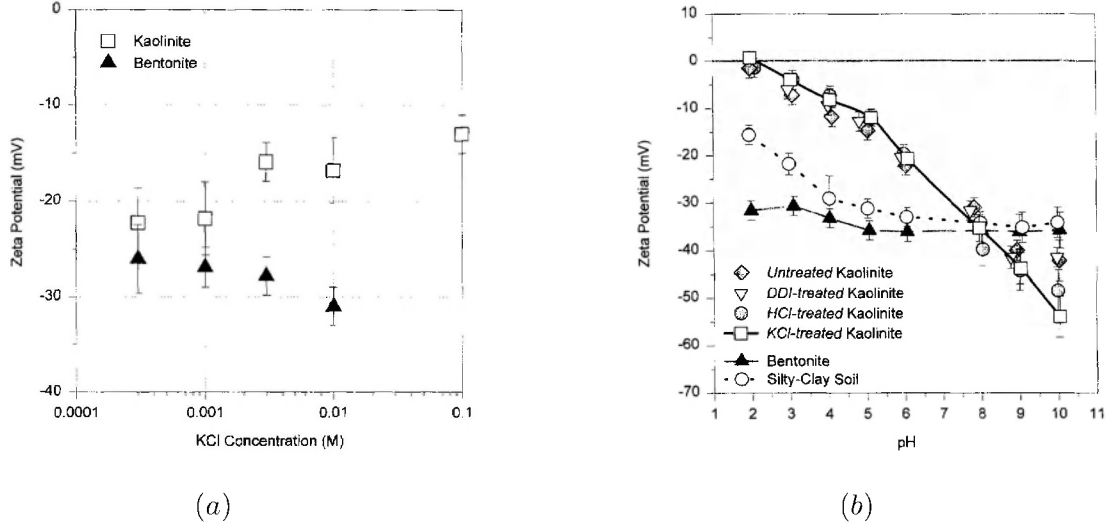 0
-10
-20
-30
-40
Zeta Potential (mV)
Kaolinite
Bentonite
0.0001
0.001
0.01
0.1
KCl Concentration (M)
(a)
10
0
-10
-20
-30
-40
-50
-60
-70
Zeta Potential (mV)
Untreated Kaolinite
DDI-treated Kaolinite
HCl-treated Kaolinite
KCl-treated Kaolinite
Bentonite
Silty-Clay Soil
1 2 3 4 5 6 7 8 9 10 11
pH
(b)